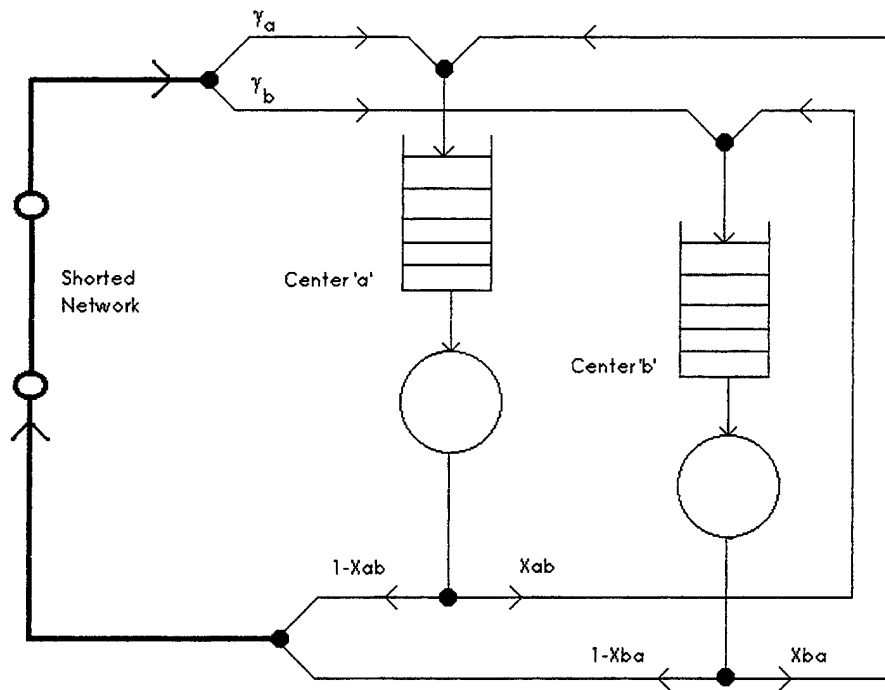 γa
γb
Shorted
Network
Center 'a'
Center 'b'
1-Xab
Xab
1-Xba
Xba